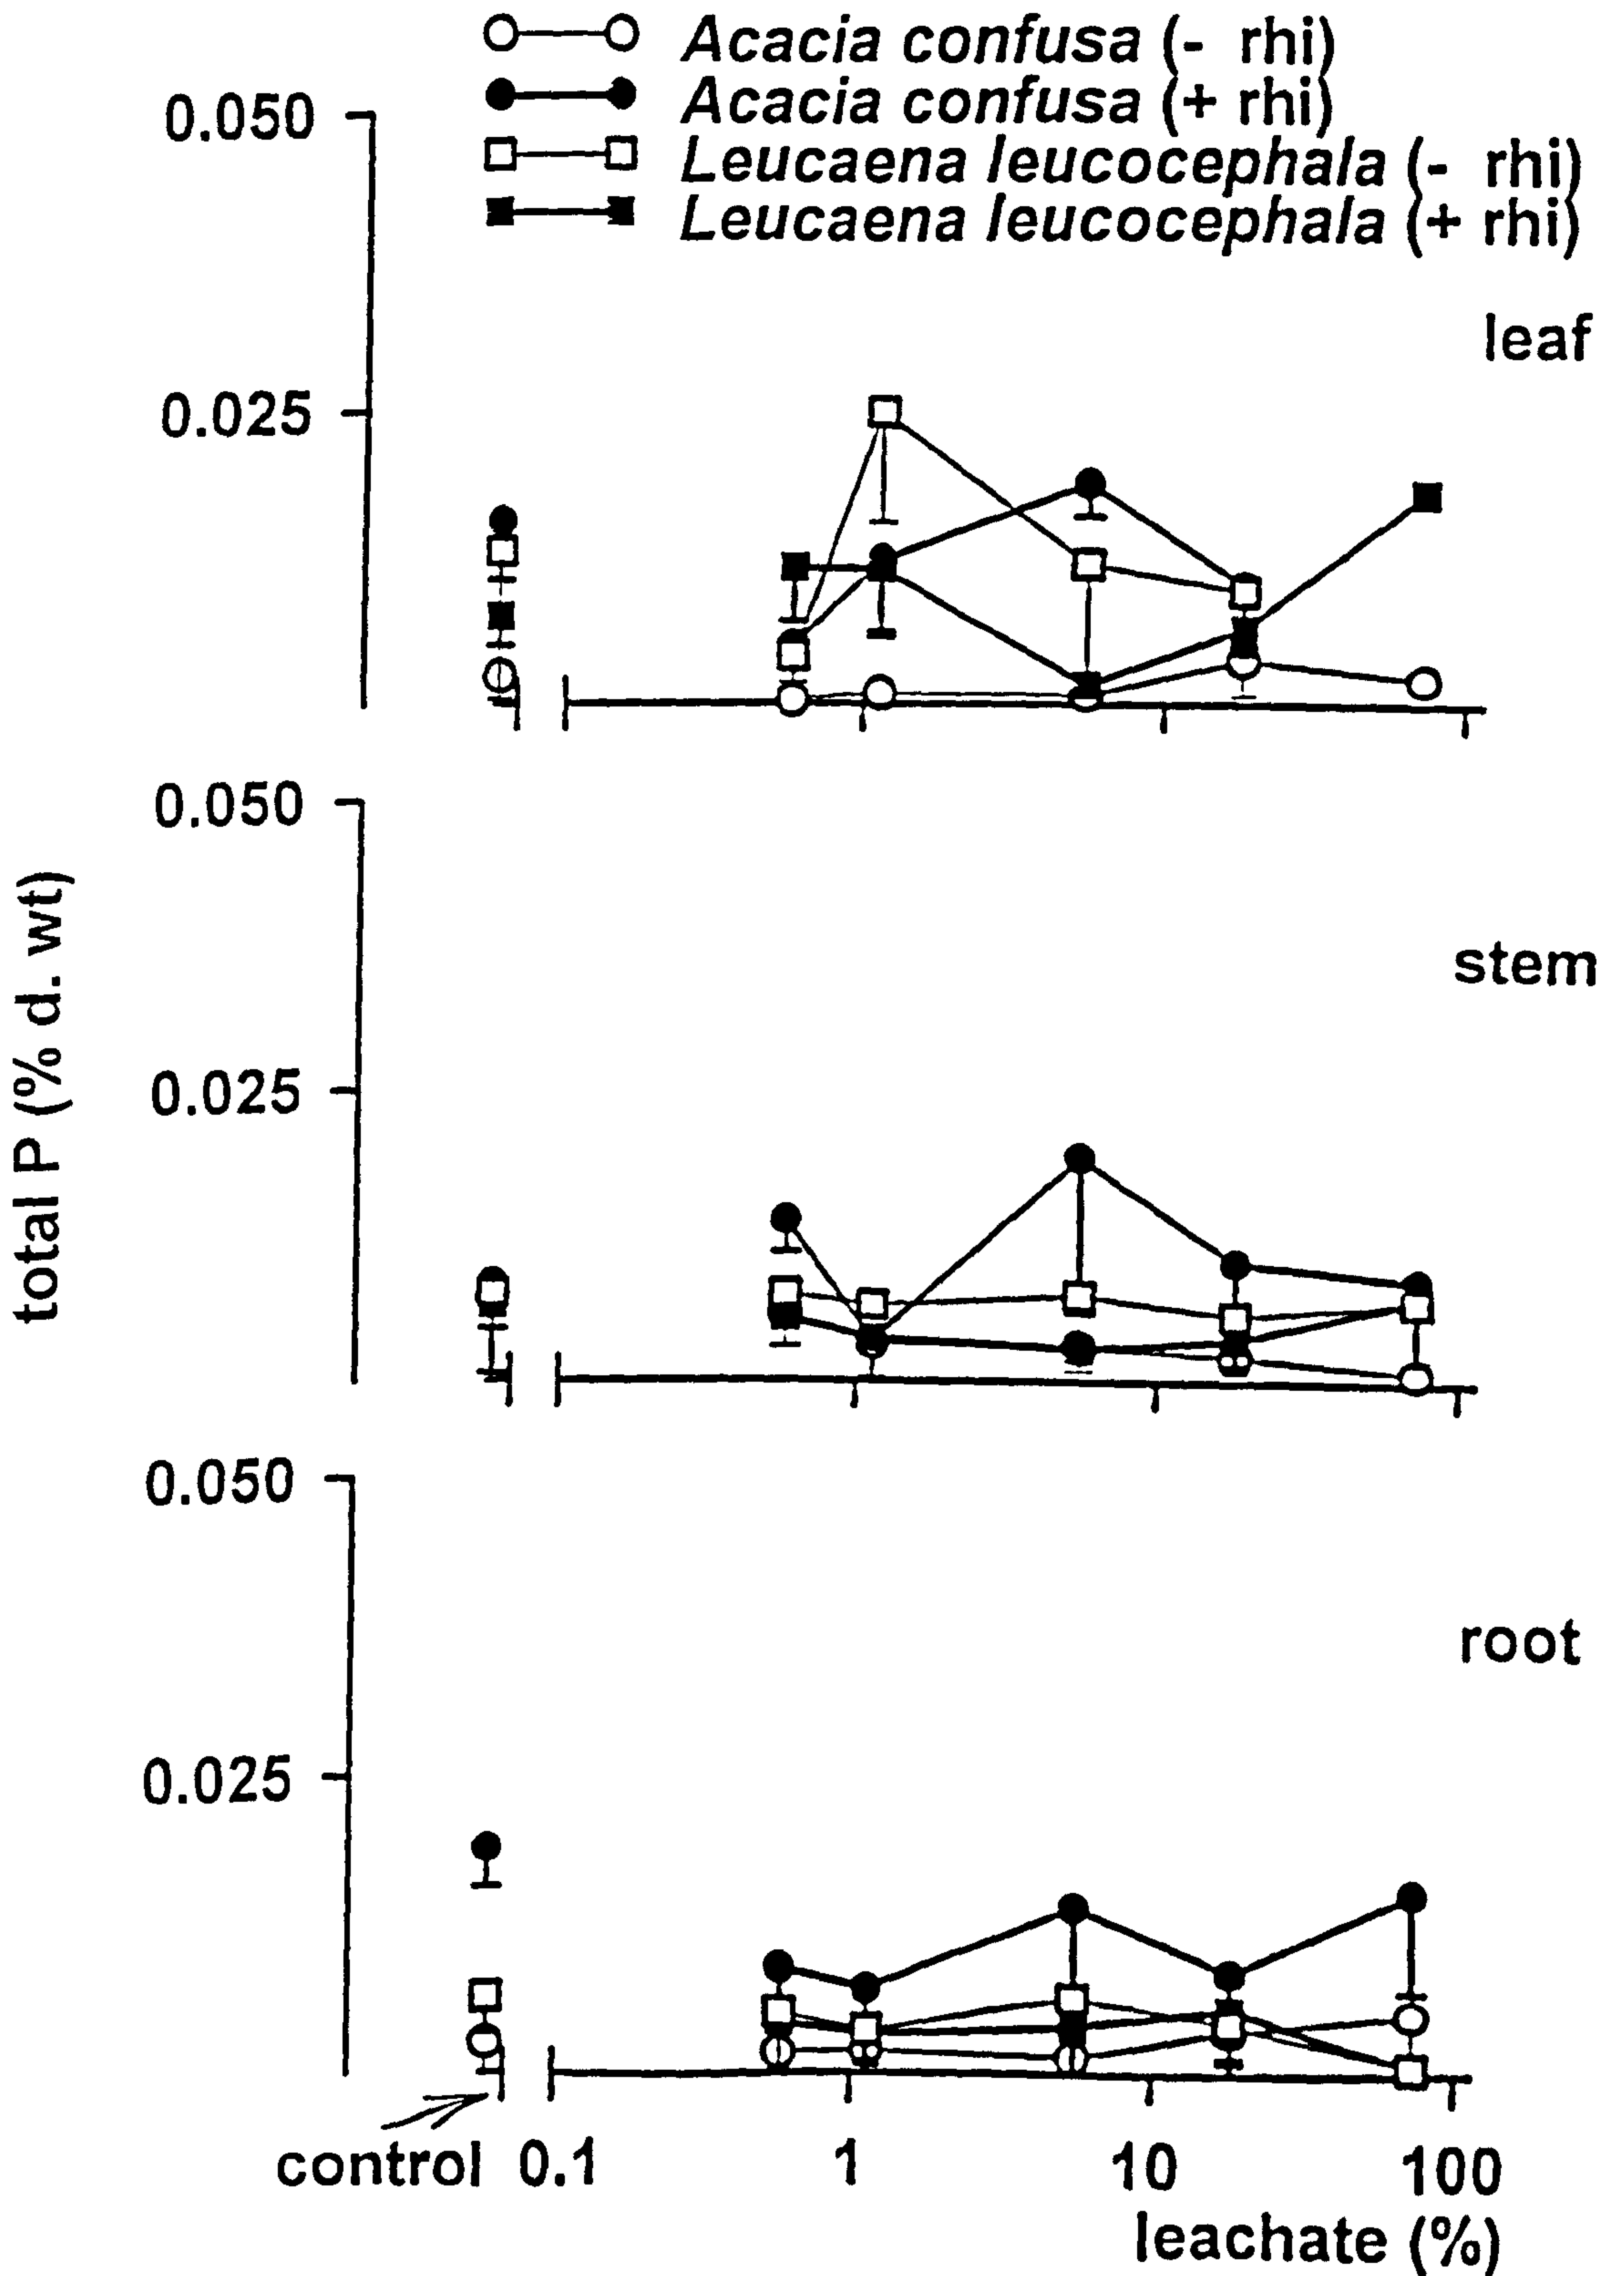 Acacia confusa (- rhi)
Acacia confusa (+ rhi)
Leucaena leucocephala (- rhi)
Leucaena leucocephala (+ rhi)
0.050
leaf
0.025
0.050
stem
0.025
total P (% d. wt)
0.050
root
0.025
control 0.1 1 10 100
leachate (%)